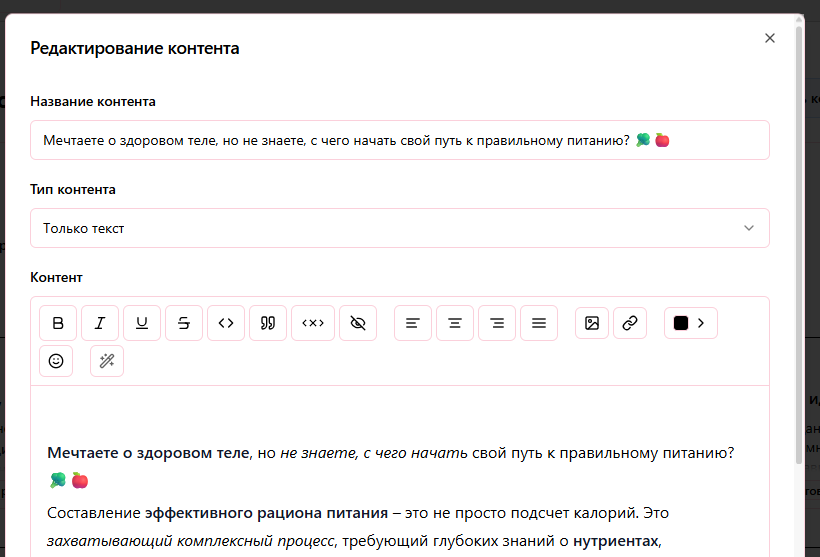 Редактирование контента
Название контента
Мечтаете о здоровом теле, но не знаете, с чего начать свой путь к правильному питанию? 🥦 🍎
Тип контента
Только текст
Контент
B I U S <> <×>
Мечтаете о здоровом теле, но не знаете, с чего начать свой путь к правильному питанию?
🥦 🍎
Составление эффективного рациона питания – это не просто подсчет калорий. Это
захватывающий комплексный процесс, требующий глубоких знаний о нутриентах,